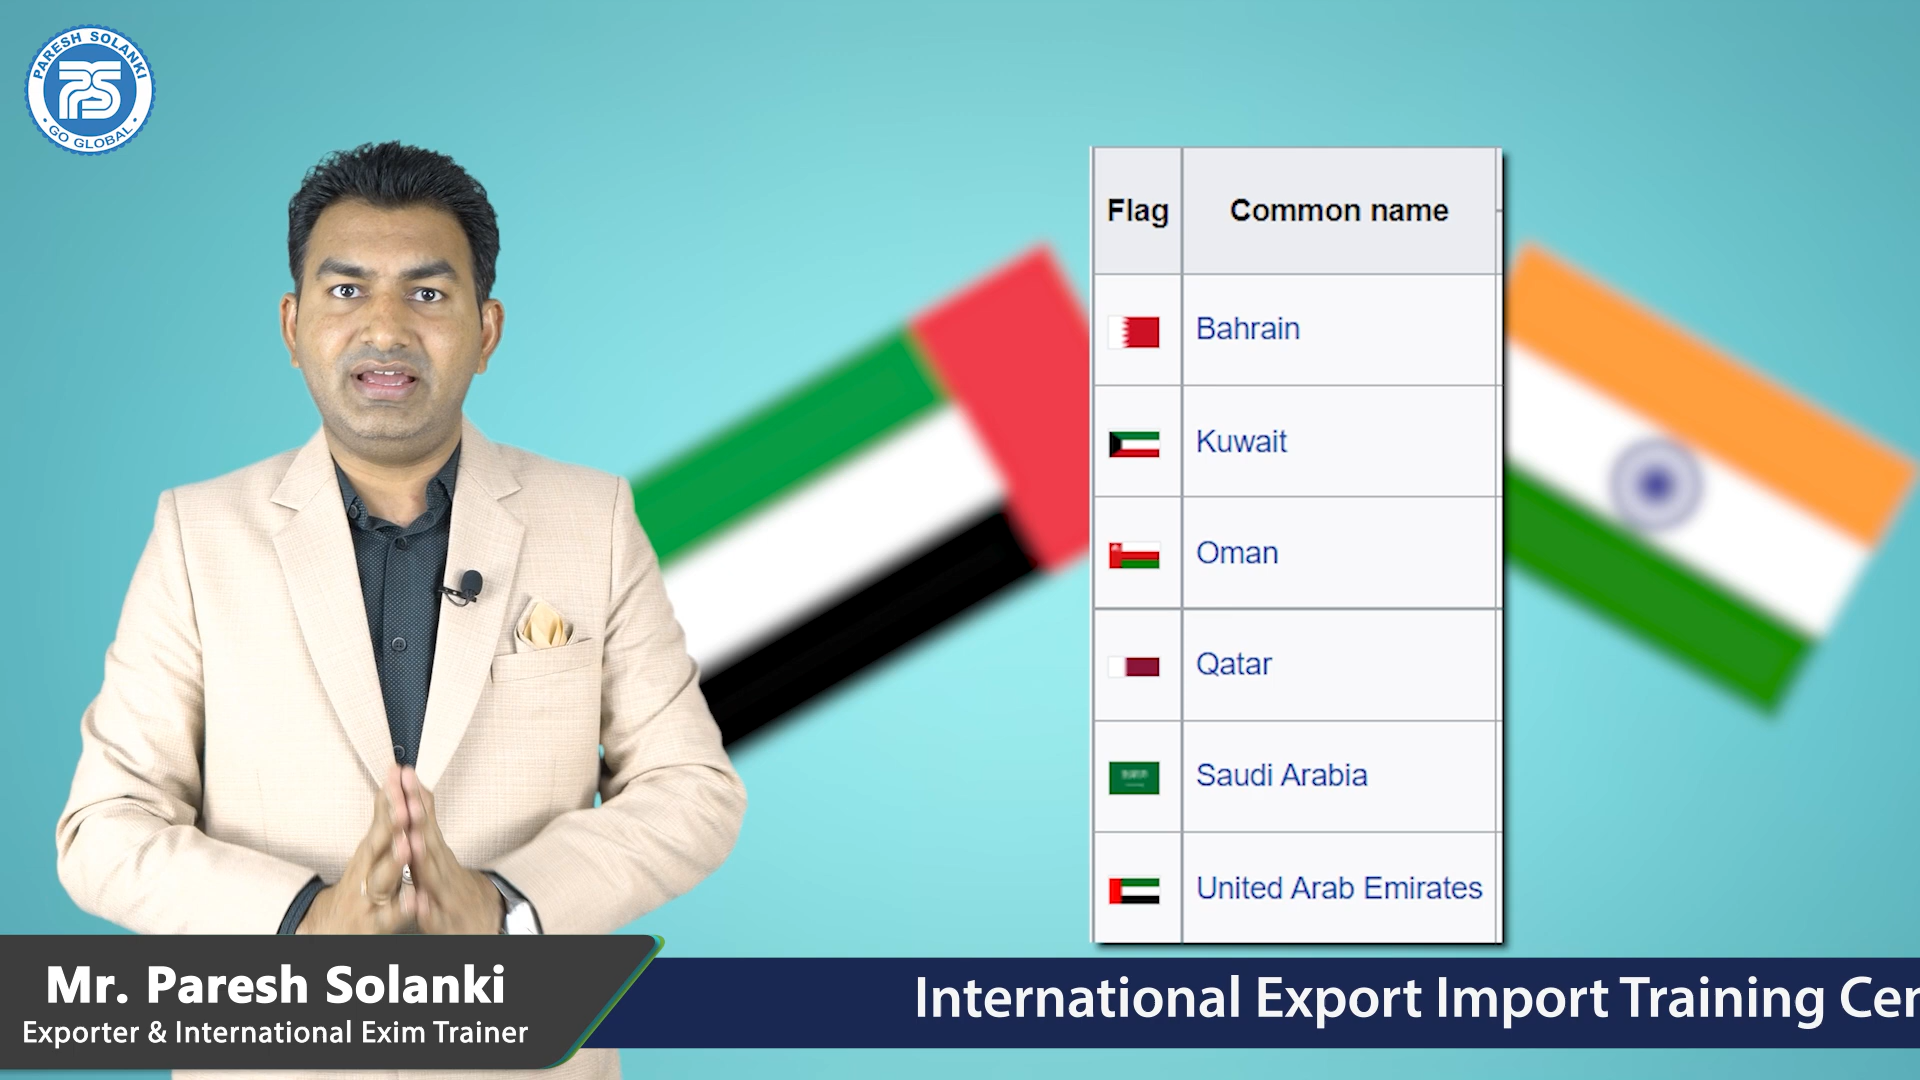 PARESH SOLANKI
PS
• GO GLOBAL •
Flag Common name
Bahrain
Kuwait
Oman
Qatar
Saudi Arabia
United Arab Emirates
Mr. Paresh Solanki
Exporter & International Exim Trainer
International Export Import Training Cer